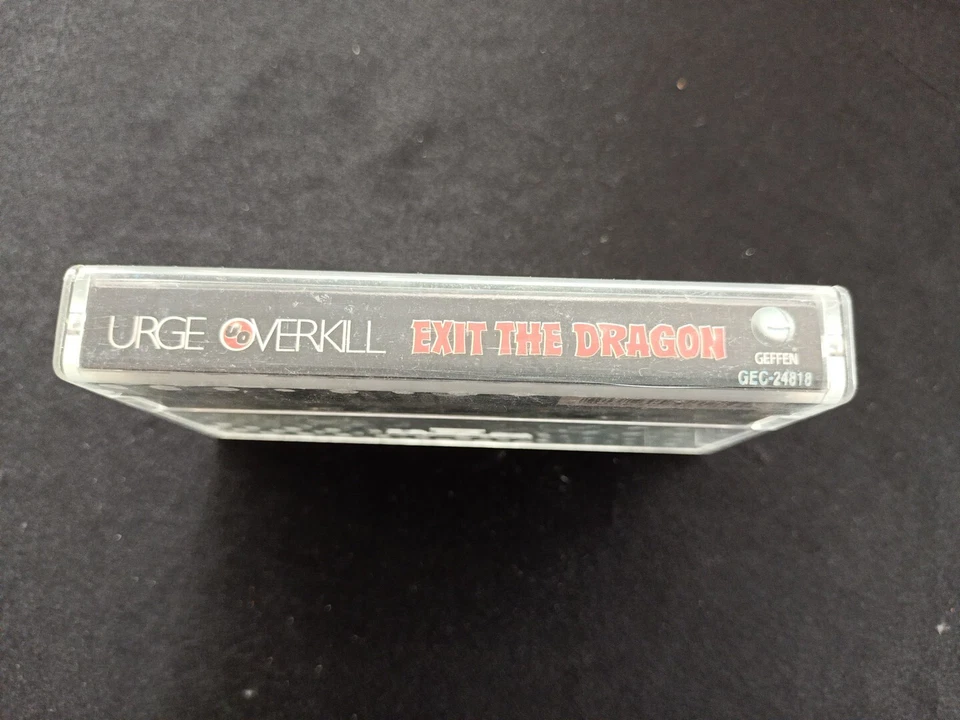 URGE OVERKILL EXIT THE DRAGON
GEFFEN
GEC-24818